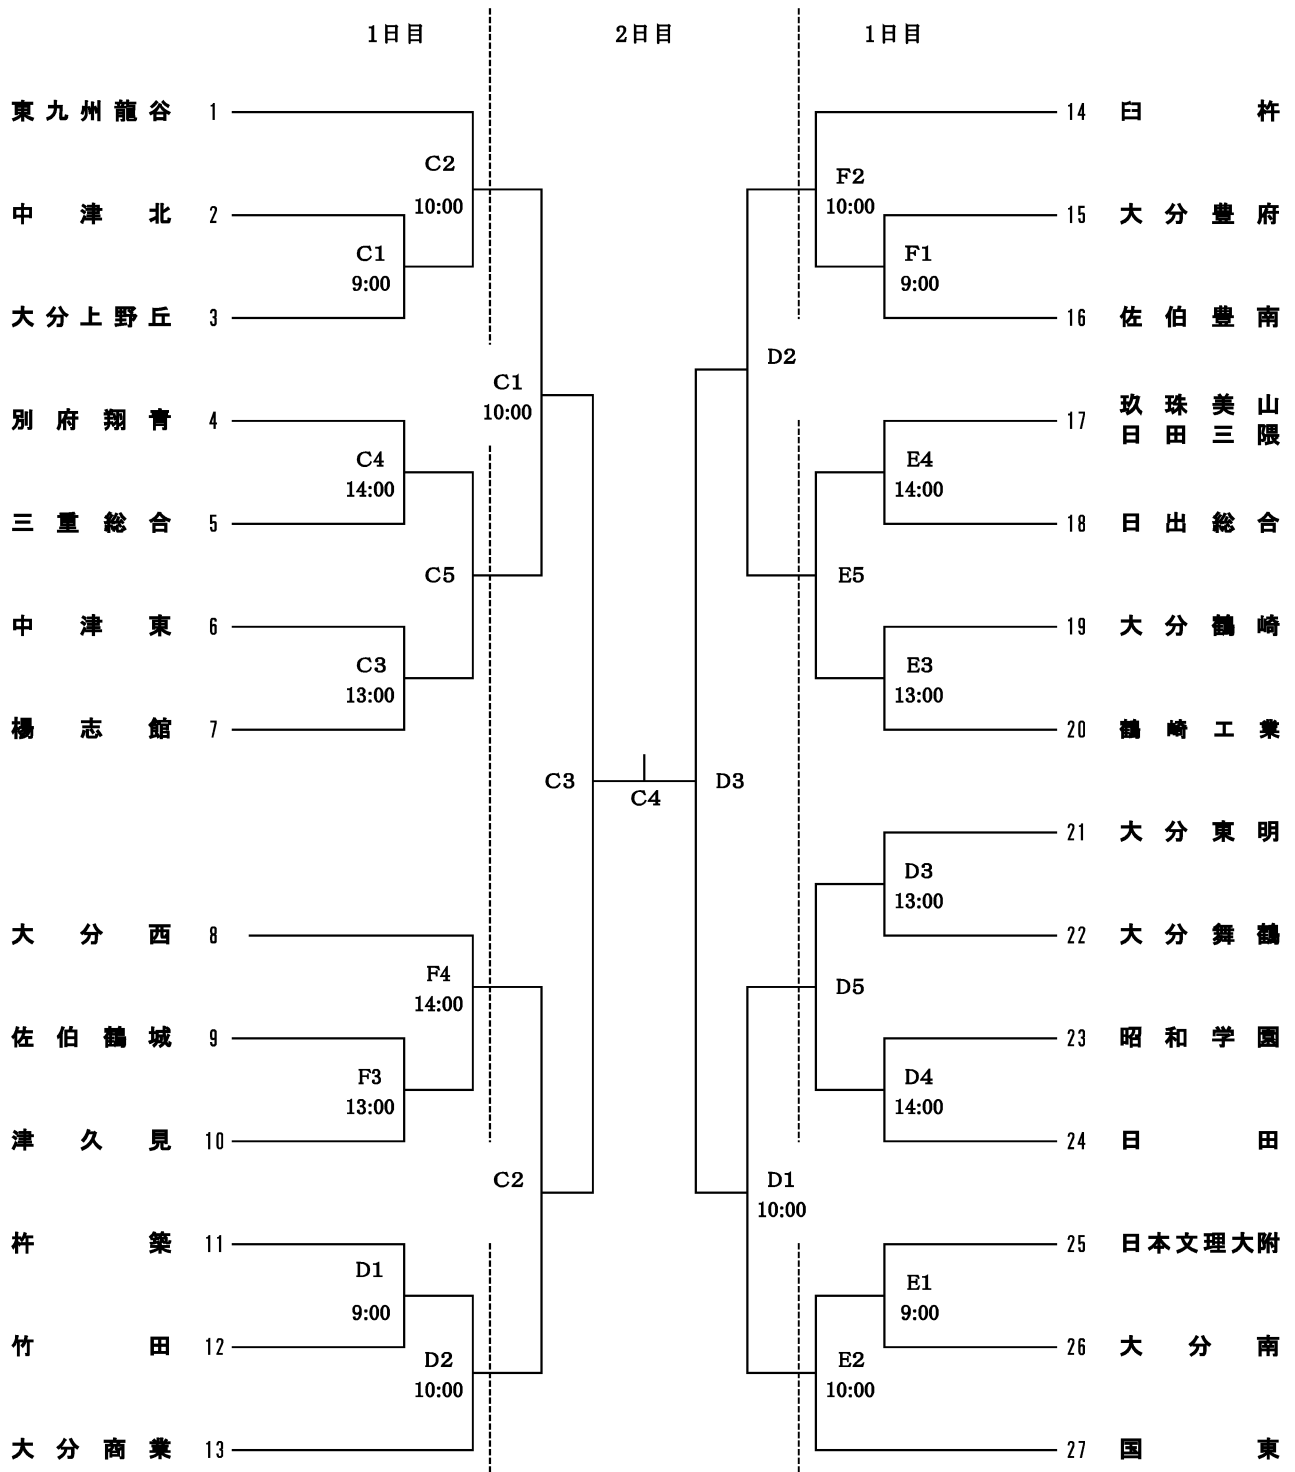 1日目 2日目 1日目
東九州龍谷 1
C2
10:00
中津北 2
C1
9:00
大分上野丘 3
C1
10:00
別府翔青 4
C4
14:00
三重総合 5
C5
中津東 6
C3
13:00
楊志館 7
C3
C4
D3
大分西 8
F4
14:00
佐伯鶴城 9
F3
13:00
津久見 10
C2
杵築 11
D1
9:00
竹田 12
D2
10:00
大分商業 13
14 臼杵
F2
10:00
15 大分豊府
F1
9:00
16 佐伯豊南
D2
17 玖珠美山
日田三隈
E4
14:00
18 日出総合
E5
19 大分鶴崎
E3
13:00
20 鶴崎工業
21 大分東明
D3
13:00
22 大分舞鶴
D5
23 昭和学園
D4
14:00
24 日田
D1
10:00
25 日本文理大附
E1
9:00
26 大分南
E2
10:00
27 国東